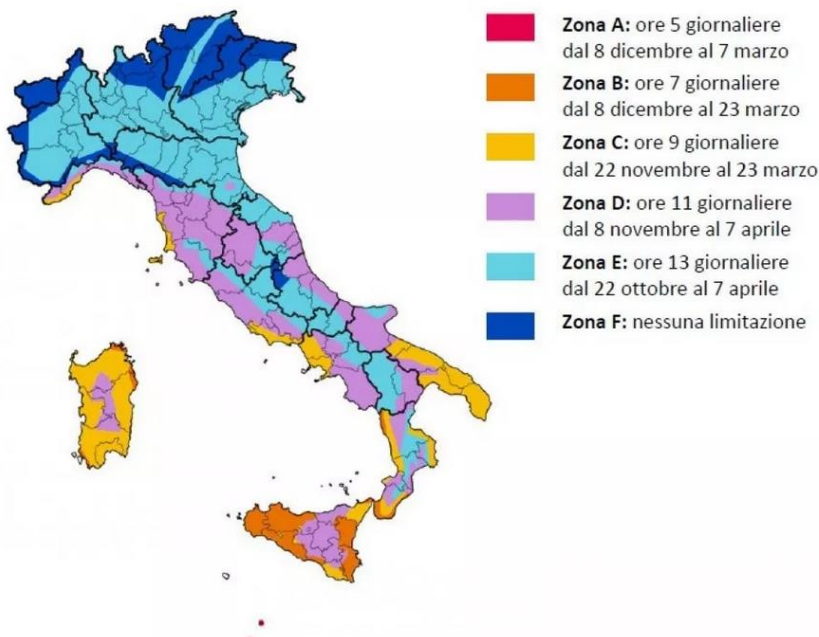 Zona A: ore 5 giornaliere
dal 8 dicembre al 7 marzo
Zona B: ore 7 giornaliere
dal 8 dicembre al 23 marzo
Zona C: ore 9 giornaliere
dal 22 novembre al 23 marzo
Zona D: ore 11 giornaliere
dal 8 novembre al 7 aprile
Zona E: ore 13 giornaliere
dal 22 ottobre al 7 aprile
Zona F: nessuna limitazione